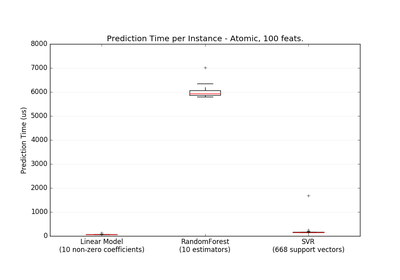 Prediction Time per Instance - Atomic, 100 feats.
8000
7000
6000
5000
4000
3000
2000
1000
0
Prediction Time (us)
Linear Model
(10 non-zero coefficients)
RandomForest
(10 estimators)
SVR
(668 support vectors)